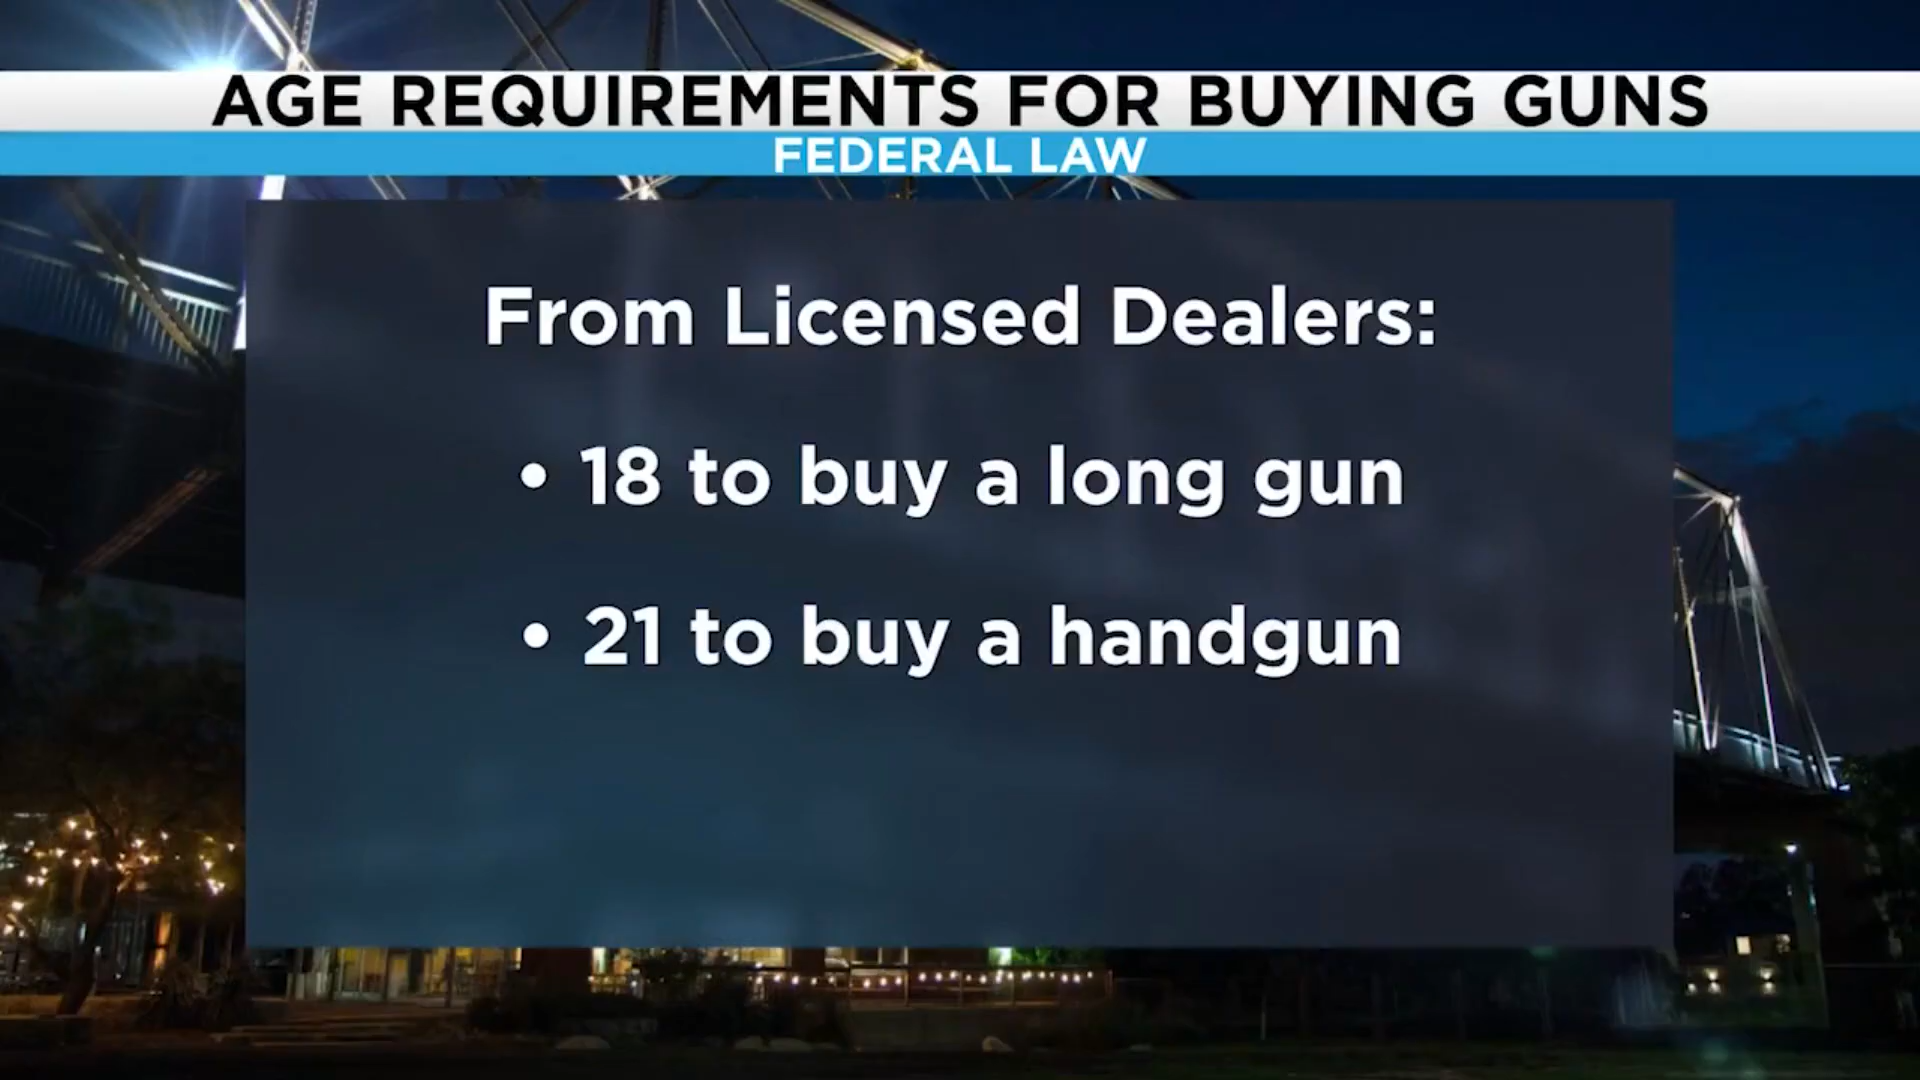 AGE REQUIREMENTS FOR BUYING GUNS
FEDERAL LAW
From Licensed Dealers:
• 18 to buy a long gun
• 21 to buy a handgun